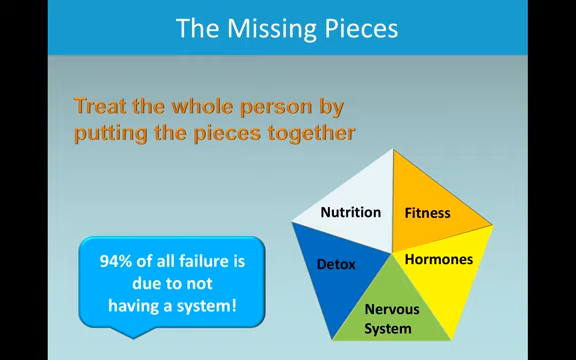 The Missing Pieces
Treat the whole person by
putting the pieces together
Nutrition
Fitness
Detox
Hormones
Nervous
System
94% of all failure is
due to not
having a system!